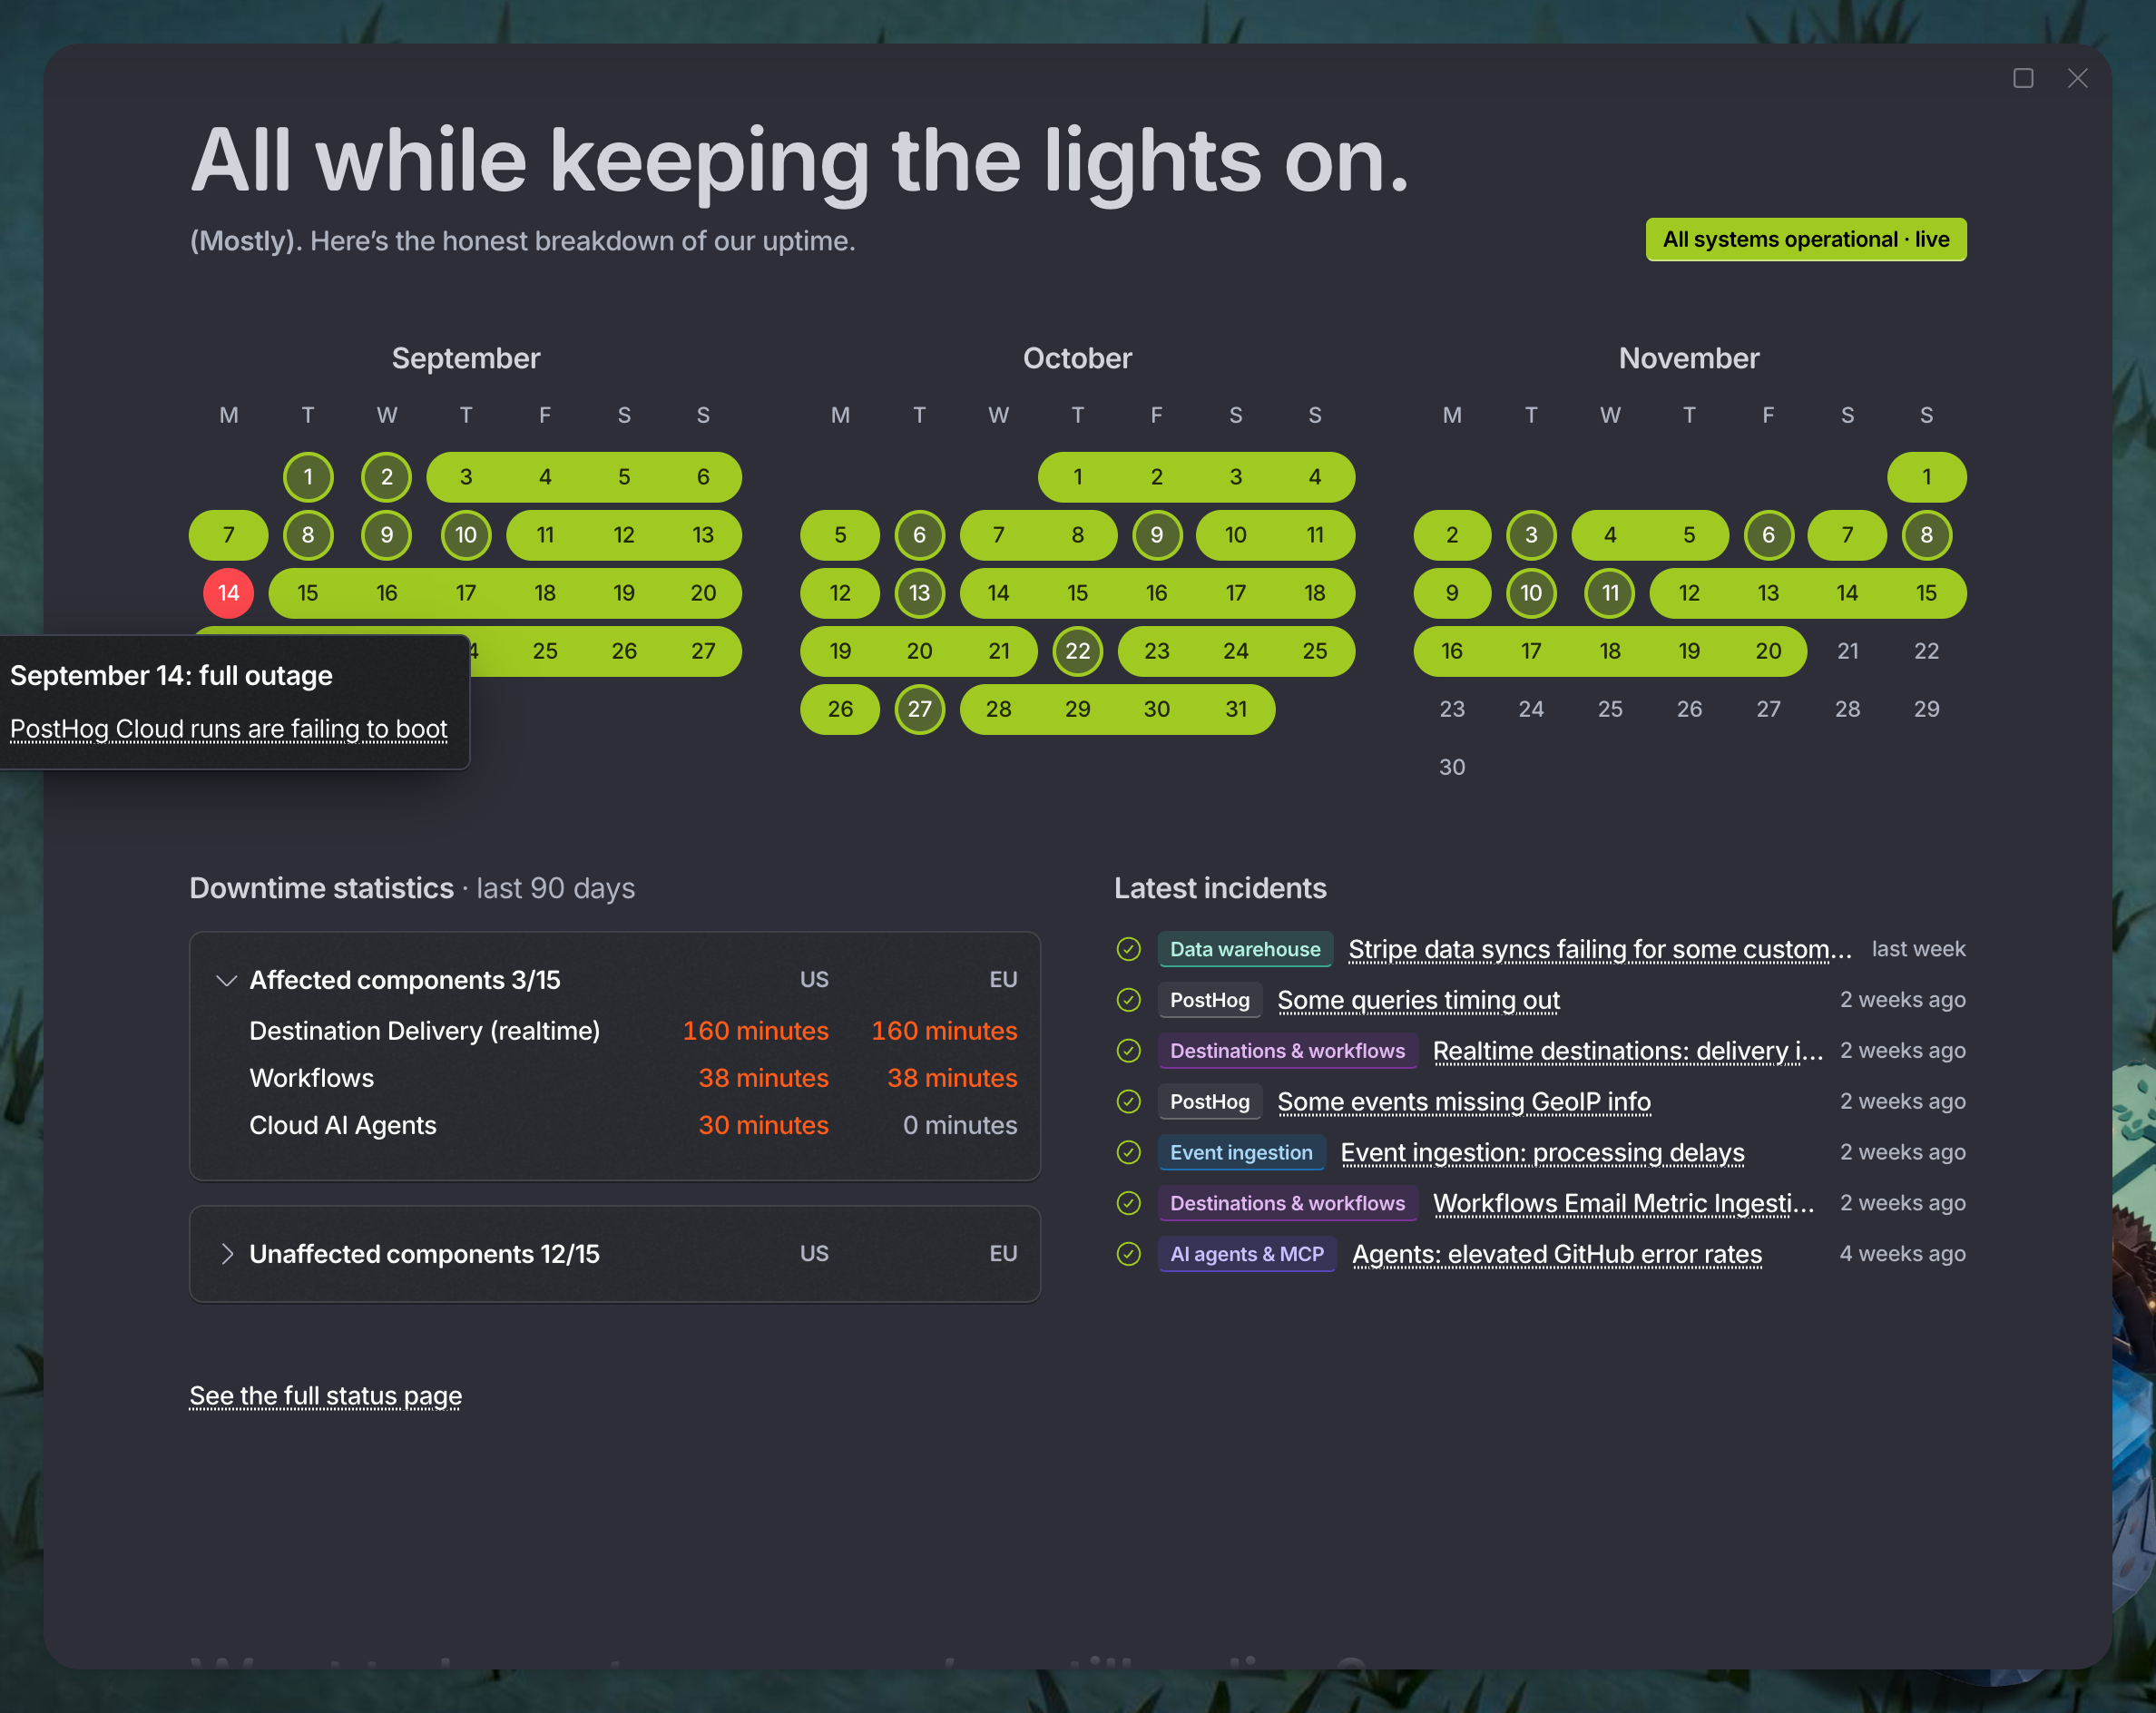 All while keeping the lights on.
(Mostly). Here's the honest breakdown of our uptime.
All systems operational · live
September
M T W T F S S
1 2 3 4 5 6
7 8 9 10 11 12 13
14 15 16 17 18 19 20
25 26 27
September 14: full outage
PostHog Cloud runs are failing to boot
October
M T W T F S S
1 2 3 4
5 6 7 8 9 10 11
12 13 14 15 16 17 18
19 20 21 22 23 24 25
26 27 28 29 30 31
November
M T W T F S S
1
2 3 4 5 6 7 8
9 10 11 12 13 14 15
16 17 18 19 20 21 22
23 24 25 26 27 28 29
30
Downtime statistics · last 90 days
Affected components 3/15 US EU
Destination Delivery (realtime) 160 minutes 160 minutes
Workflows 38 minutes 38 minutes
Cloud AI Agents 30 minutes 0 minutes
Unaffected components 12/15 US EU
See the full status page
Latest incidents
Data warehouse Stripe data syncs failing for some custom... last week
PostHog Some queries timing out 2 weeks ago
Destinations & workflows Realtime destinations: delivery i... 2 weeks ago
PostHog Some events missing GeoIP info 2 weeks ago
Event ingestion Event ingestion: processing delays 2 weeks ago
Destinations & workflows Workflows Email Metric Ingesti... 2 weeks ago
AI agents & MCP Agents: elevated GitHub error rates 4 weeks ago